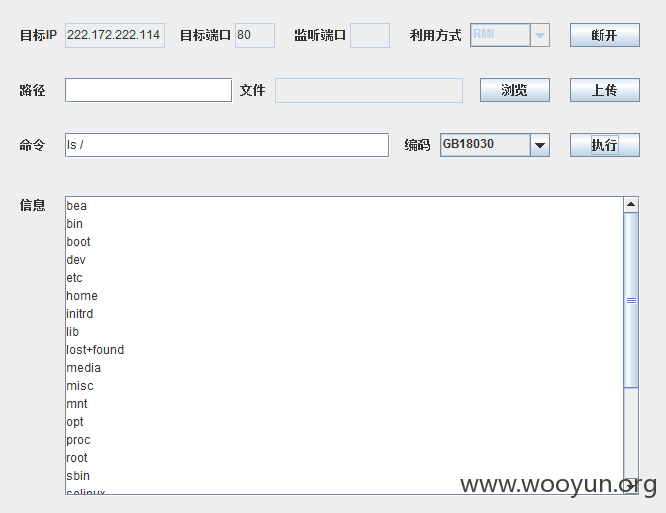 目标IP 222.172.222.114 目标端口 80 监听端口 利用方式 RMI 断开
路径 文件 浏览 上传
命令 ls / 编码 GB18030 执行
信息
bea
bin
boot
dev
etc
home
initrd
lib
lost+found
media
misc
mnt
opt
proc
root
sbin
selinux
www.wooyun.org